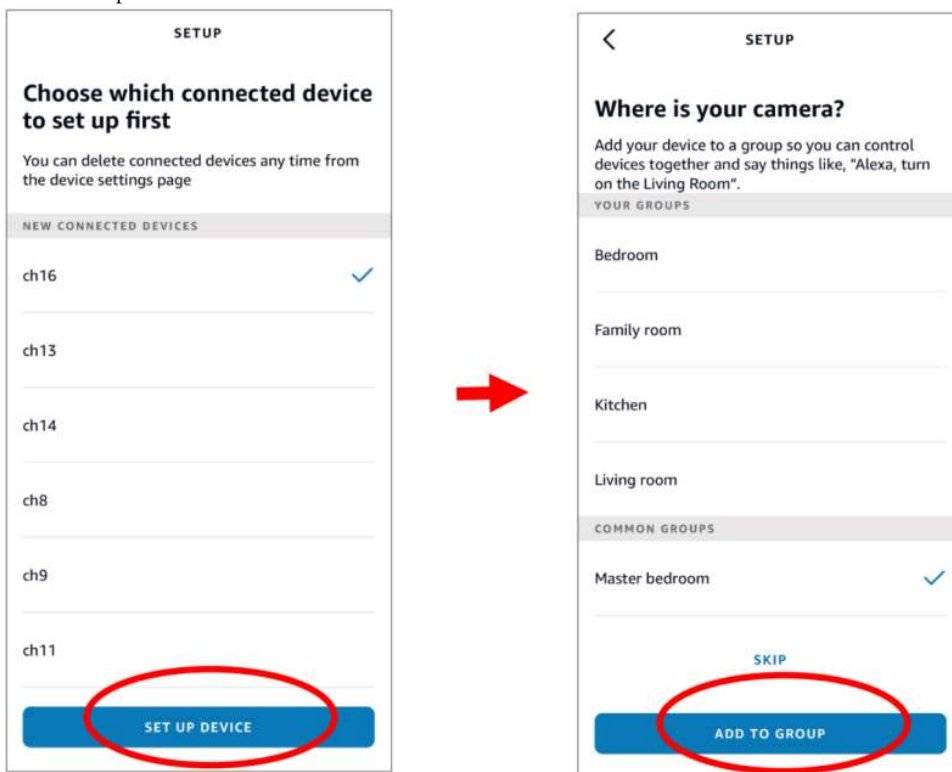 SETUP
Choose which connected device
to set up first
You can delete connected devices any time from
the device settings page
NEW CONNECTED DEVICES
ch16
ch13
ch14
ch8
ch9
ch11
SET UP DEVICE
SETUP
Where is your camera?
Add your device to a group so you can control
devices together and say things like, "Alexa, turn
on the Living Room".
YOUR GROUPS
Bedroom
Family room
Kitchen
Living room
COMMON GROUPS
Master bedroom
SKIP
ADD TO GROUP